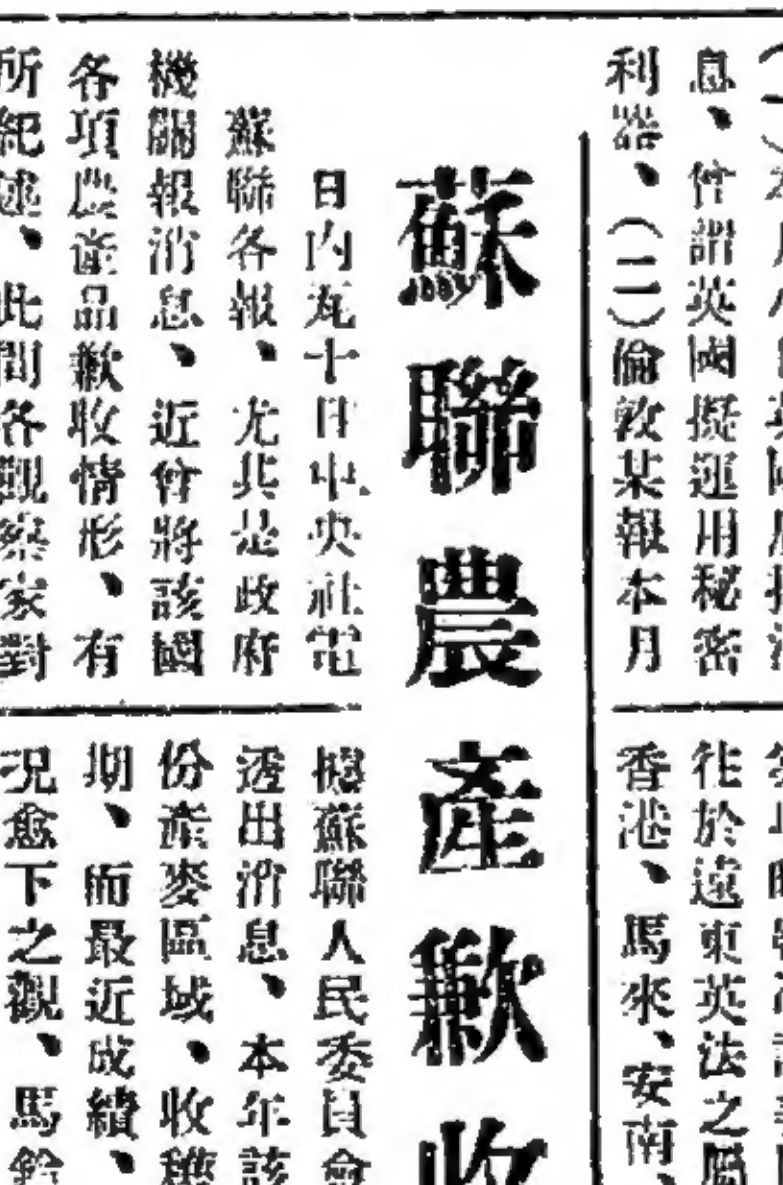 息、曾謂英國擬運用秘密
利器、(二)倫敦某報本月
往於遠東英法之屬
香港、馬來、安南、
蘇聯農產歉收
日內瓦十日中央社電
蘇聯各報、尤其是政府
機關報消息、近曾將該國
各項農產品歉收情形、有
所紀述、此間各觀察家對
據蘇聯人民委員會
透出消息、本年該
份產麥區域、收穫
期、而最近成績、
況愈下之觀、馬鈴